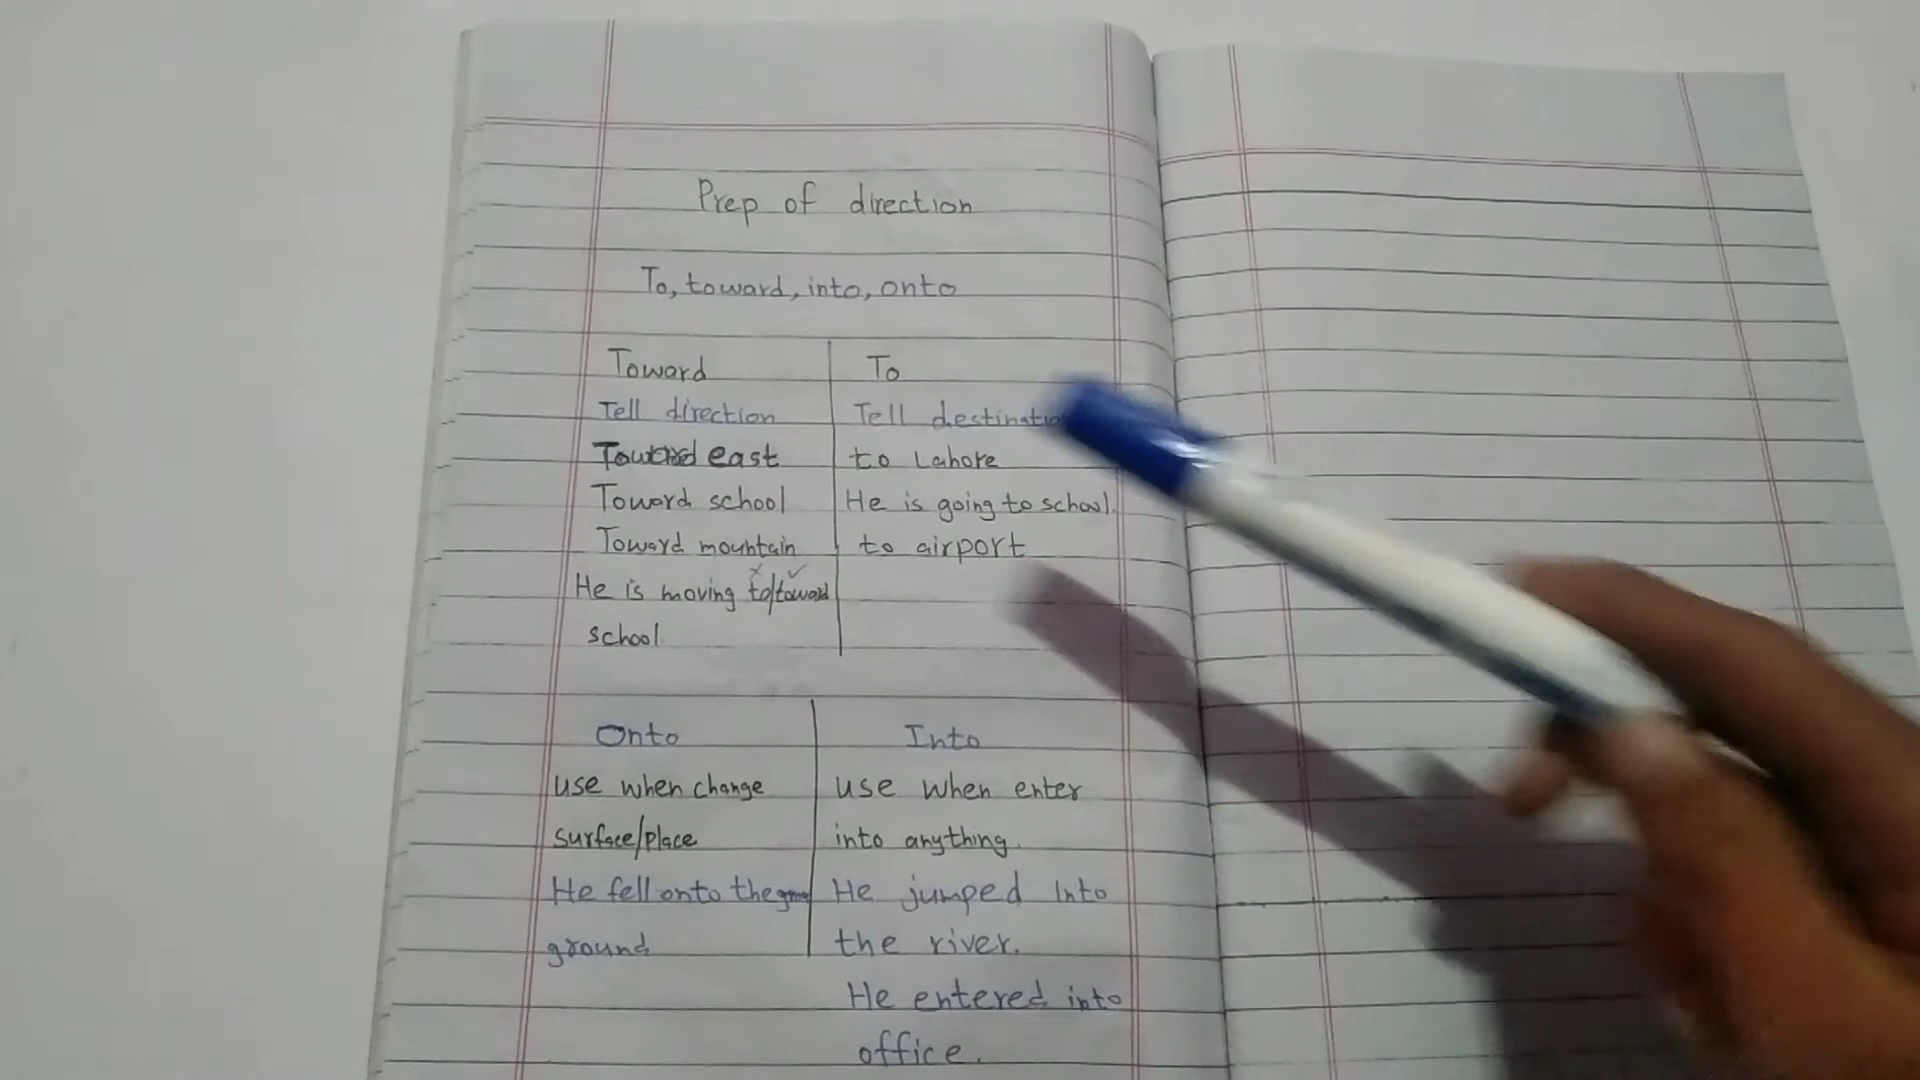 Prep of direction
To, toward, into, onto
Toward
Tell direction
Toward east
Toward school
Toward mountain
He is moving to/toward
school.
To
Tell
to Lahore
He is going to school.
to airport
Onto
use when change
surface/place
He fell onto the
ground
Into
use when enter
into anything.
He jumped into
the river.
He entered into
office.